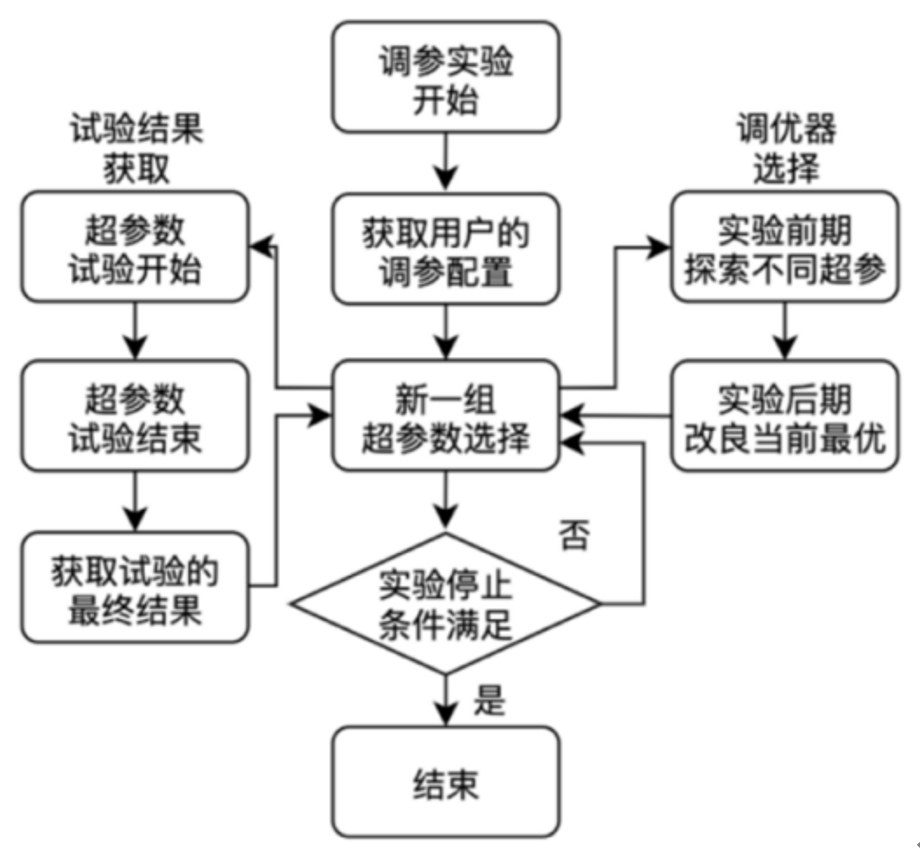 调参实验
开始
试验结果
获取
调优器
选择
超参数
试验开始
获取用户的
调参配置
实验前期
探索不同超参
超参数
试验结束
新一组
超参数选择
实验后期
改良当前最优
获取试验的
最终结果
否
实验停止
条件满足
是
结束